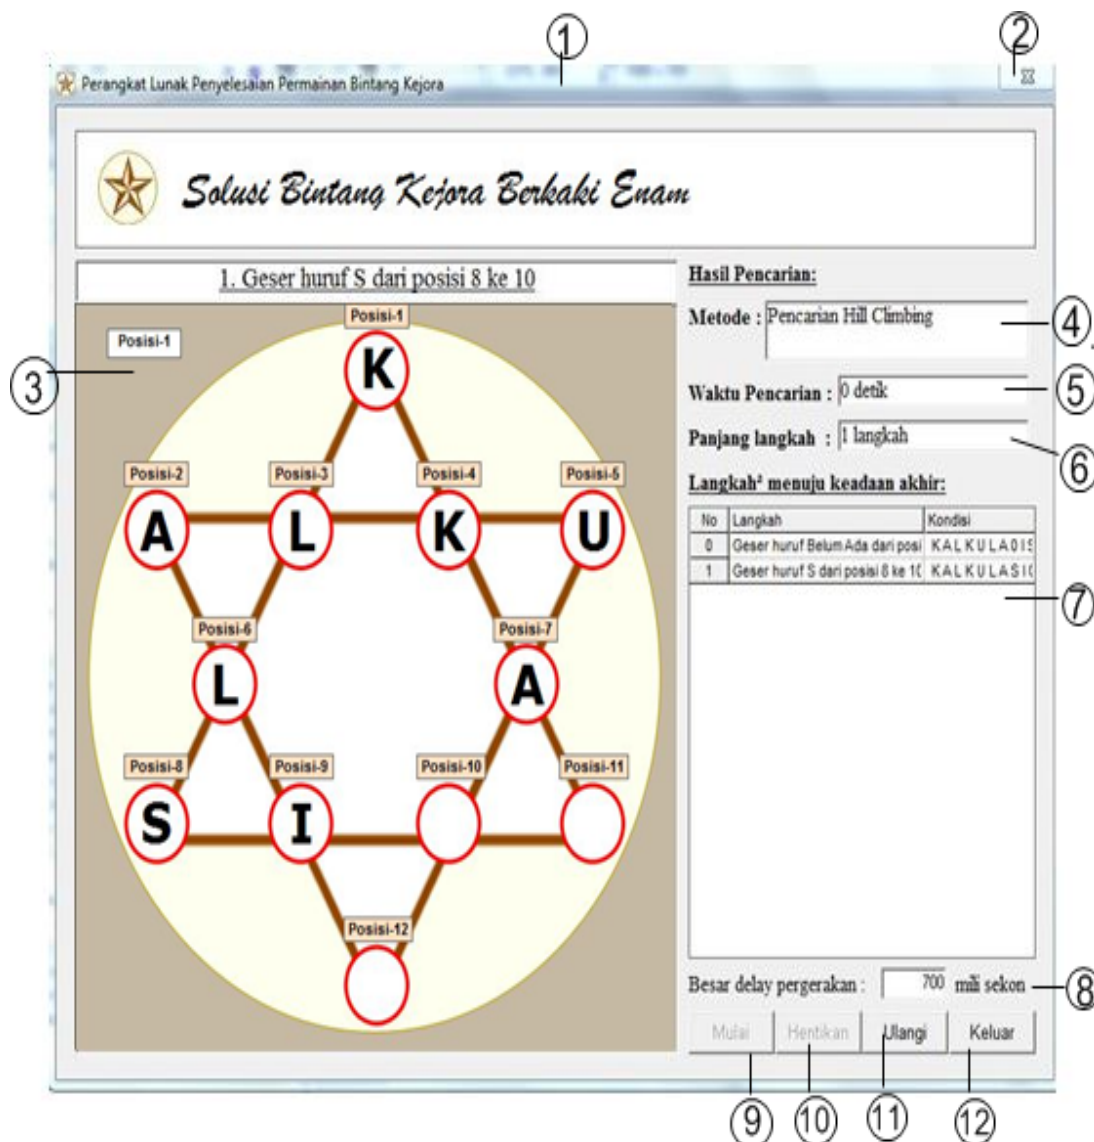 1
2
Perangkat Lunak Penyelesaian Permainan Bintang Kejora
Solusi Bintang Kejora Berkaki Enam
1. Geser huruf S dari posisi 8 ke 10
Posisi-1
Posisi-1
K
3
Posisi-2
Posisi-3
Posisi-4
Posisi-5
A
L
K
U
Posisi-6
Posisi-7
L
A
Posisi-8
Posisi-9
Posisi-10
Posisi-11
S
I
Posisi-12
Hasil Pencarian:
Metode : Pencarian Hill Climbing
4
Waktu Pencarian : 0 detik
5
Panjang langkah : 1 langkah
6
Langkah² menuju keadaan akhir:
No Langkah Kondisi
0 Geser huruf Belum Ada dari posi K A L K U L A 0 I S
1 Geser huruf S dari posisi 8 ke 1( K A L K U L A S I (
7
Besar delay pergerakan : 700 mili sekon
8
Mulai Hentikan Ulangi Keluar
9 10 11 12